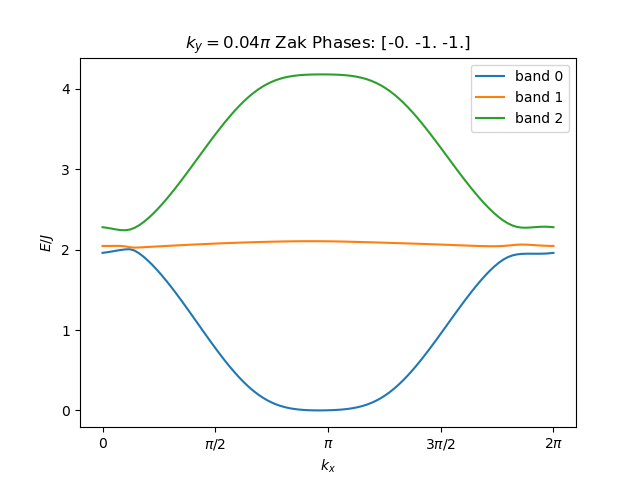 $k_y = 0.04\pi$ Zak Phases: [-0. -1. -1.]
band 0
band 1
band 2
E/J
4
3
2
1
0
0
π/2
π
3π/2
2π
$k_x$